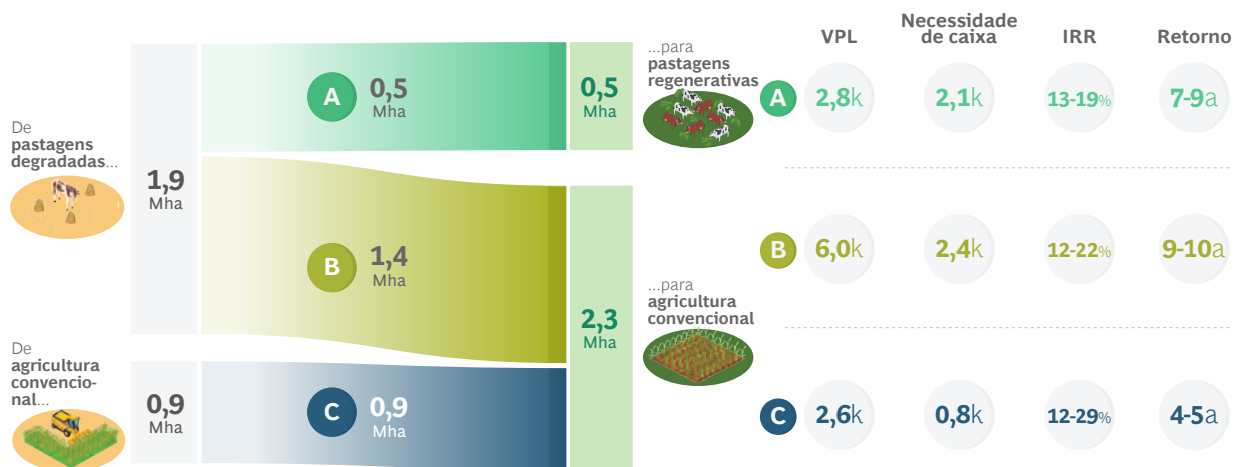 De
pastagens
degradadas...
1,9
Mha
De
agricultura
convencio-
nal...
0,9
Mha
A
0,5
Mha
B
1,4
Mha
C
0,9
Mha
0,5
Mha
2,3
Mha
...para
pastagens
regenerativas
...para
agricultura
convencional
VPL
Necessidade
de caixa
IRR
Retorno
A
2,8k
2,1k
13-19%
7-9a
B
6,0k
2,4k
12-22%
9-10a
C
2,6k
0,8k
12-29%
4-5a